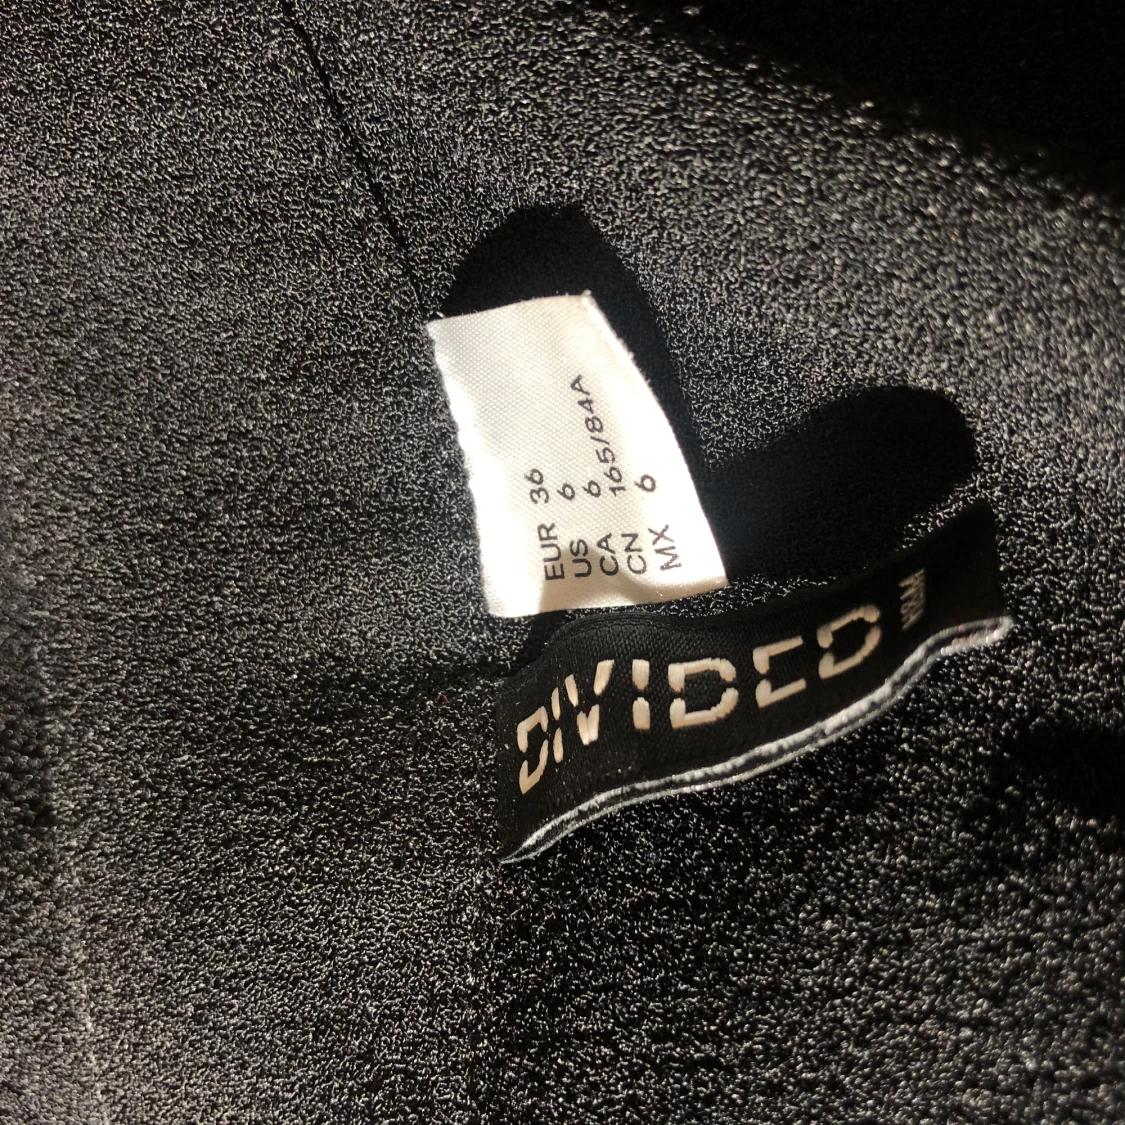 EUR 36
US 6
CA 6
CN 165/84A
MX 6
DIVIDED